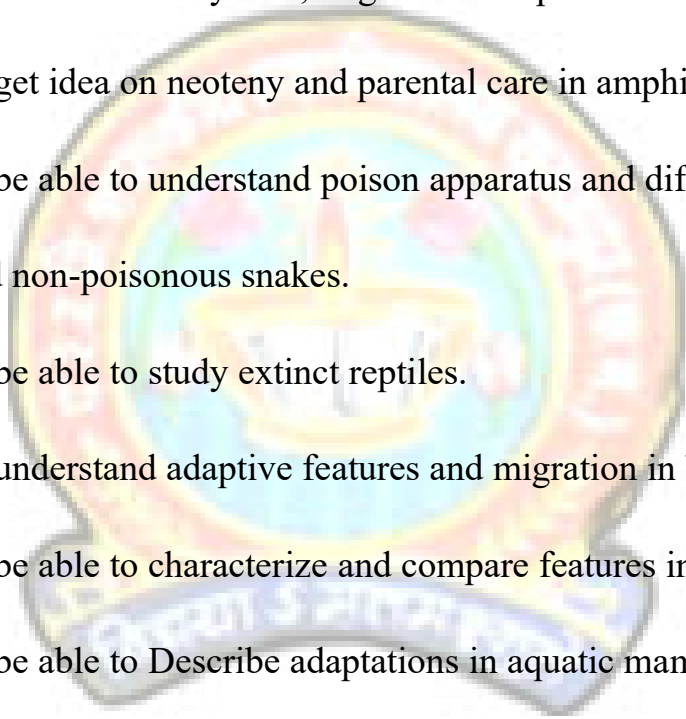 get idea on neoteny and parental care in amphi
be able to understand poison apparatus and dif
non-poisonous snakes.
be able to study extinct reptiles.
understand adaptive features and migration in
be able to characterize and compare features in
be able to Describe adaptations in aquatic mam